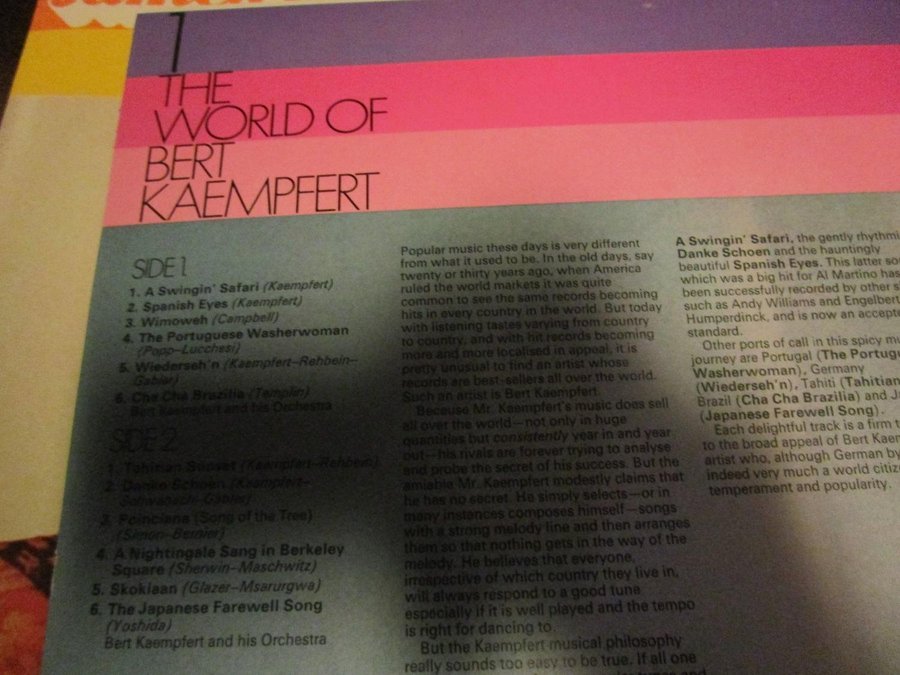 1
THE
WORLD OF
BERT
KAEMPFERT
SIDE 1
1. A Swingin' Safari (Kaempfert)
2. Spanish Eyes (Kaempfert)
3. Wimoweh (Campbell)
4. The Portuguese Washerwoman
(Popp–Lucchesi)
5. Wiederseh'n (Kaempfert–Rehbein–
Gabler)
6. Cha Cha Brazilia (Templin)
Bert Kaempfert and his Orchestra
SIDE 2
1. Tahitian Sunset (Kaempfert–Rehbein)
2. Danke Schoen (Kaempfert–
Schwabach–Gabler)
3. Poinciana (Song of the Tree)
(Simon–Bernier)
4. A Nightingale Sang in Berkeley
Square (Sherwin–Maschwitz)
5. Skokiaan (Glazer–Msarurgwa)
6. The Japanese Farewell Song
(Yoshida)
Bert Kaempfert and his Orchestra
Popular music these days is very different
from what it used to be. In the old days, say
twenty or thirty years ago, when America
ruled the world markets it was quite
common to see the same records becoming
hits in every country in the world. But today
with listening tastes varying from country
to country, and with hit records becoming
more and more localised in appeal, it is
pretty unusual to find an artist whose
records are best-sellers all over the world.
Such an artist is Bert Kaempfert.
Because Mr. Kaempfert's music does sell
all over the world—not only in huge
quantities but consistently year in and year
out—his rivals are forever trying to analyse
and probe the secret of his success. But the
amiable Mr. Kaempfert modestly claims that
he has no secret. He simply selects—or in
many instances composes himself—songs
with a strong melody line and then arranges
them so that nothing gets in the way of the
melody. He believes that everyone,
irrespective of which country they live in,
will always respond to a good tune
especially if it is well played and the tempo
is right for dancing to.
But the Kaempfert musical philosophy
really sounds too easy to be true. If all one
A Swingin' Safari, the gently rhythmi
Danke Schoen and the hauntingly
beautiful Spanish Eyes. This latter so
which was a big hit for Al Martino has
been successfully recorded by other s
such as Andy Williams and Engelbert
Humperdinck, and is now an accepte
standard.
Other ports of call in this spicy mu
journey are Portugal (The Portugu
Washerwoman), Germany
(Wiederseh'n), Tahiti (Tahitian
Brazil (Cha Cha Brazilia) and J
(Japanese Farewell Song).
Each delightful track is a firm t
to the broad appeal of Bert Kaem
artist who, although German by
indeed very much a world citiz
temperament and popularity.